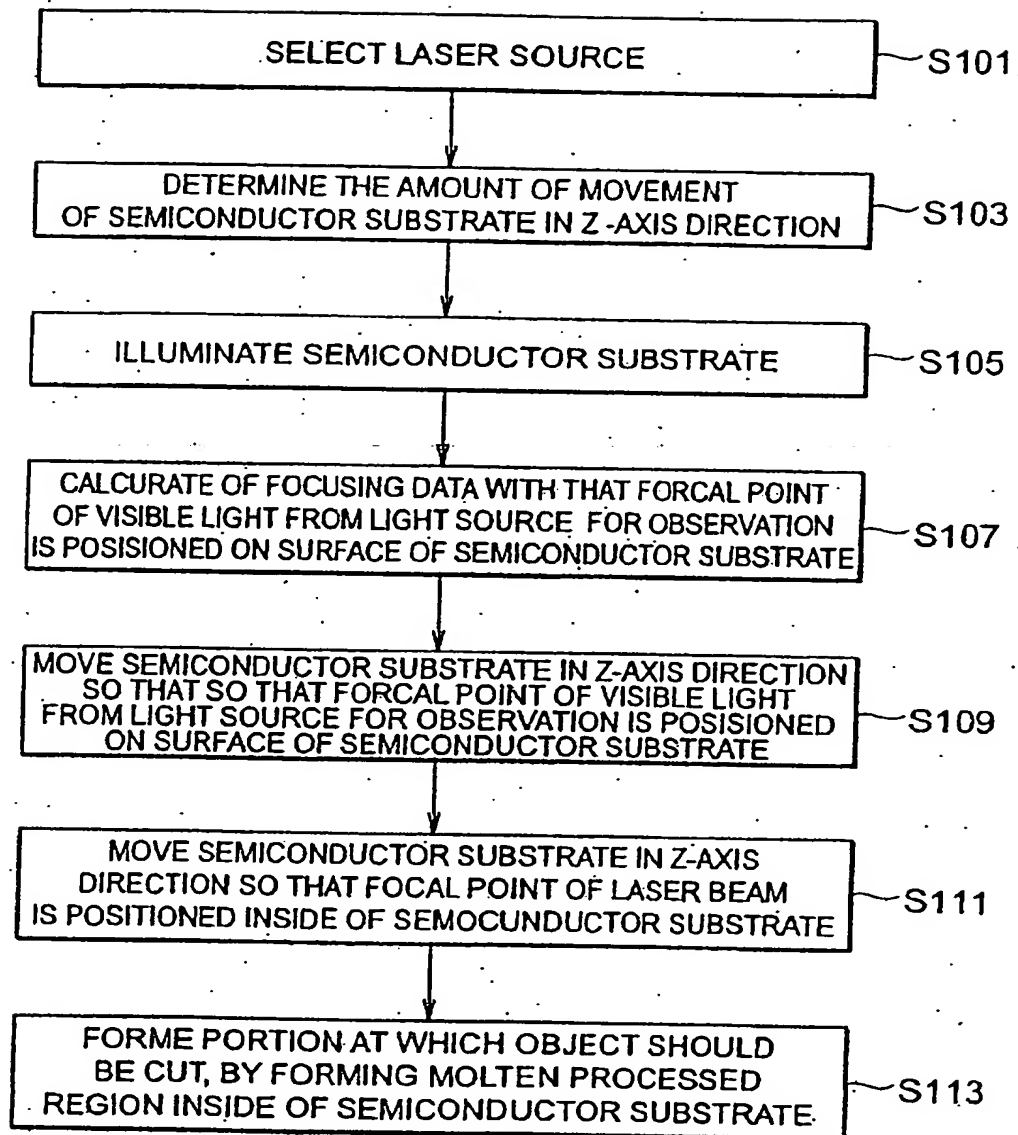 SELECT LASER SOURCE
S101
DETERMINE THE AMOUNT OF MOVEMENT
OF SEMICONDUCTOR SUBSTRATE IN Z-AXIS DIRECTION
S103
ILLUMINATE SEMICONDUCTOR SUBSTRATE
S105
CALCURATE OF FOCUSING DATA WITH THAT FORCAL POINT
OF VISIBLE LIGHT FROM LIGHT SOURCE FOR OBSERVATION
IS POSISIONED ON SURFACE OF SEMICONDUCTOR SUBSTRATE
S107
MOVE SEMICONDUCTOR SUBSTRATE IN Z-AXIS DIRECTION
SO THAT SO THAT FORCAL POINT OF VISIBLE LIGHT
FROM LIGHT SOURCE FOR OBSERVATION IS POSISIONED
ON SURFACE OF SEMICONDUCTOR SUBSTRATE
S109
MOVE SEMICONDUCTOR SUBSTRATE IN Z-AXIS
DIRECTION SO THAT FOCAL POINT OF LASER BEAM
IS POSITIONED INSIDE OF SEMOCUNDUCTOR SUBSTRATE
S111
FORME PORTION AT WHICH OBJECT SHOULD
BE CUT, BY FORMING MOLTEN PROCESSED
REGION INSIDE OF SEMICONDUCTOR SUBSTRATE.
S113